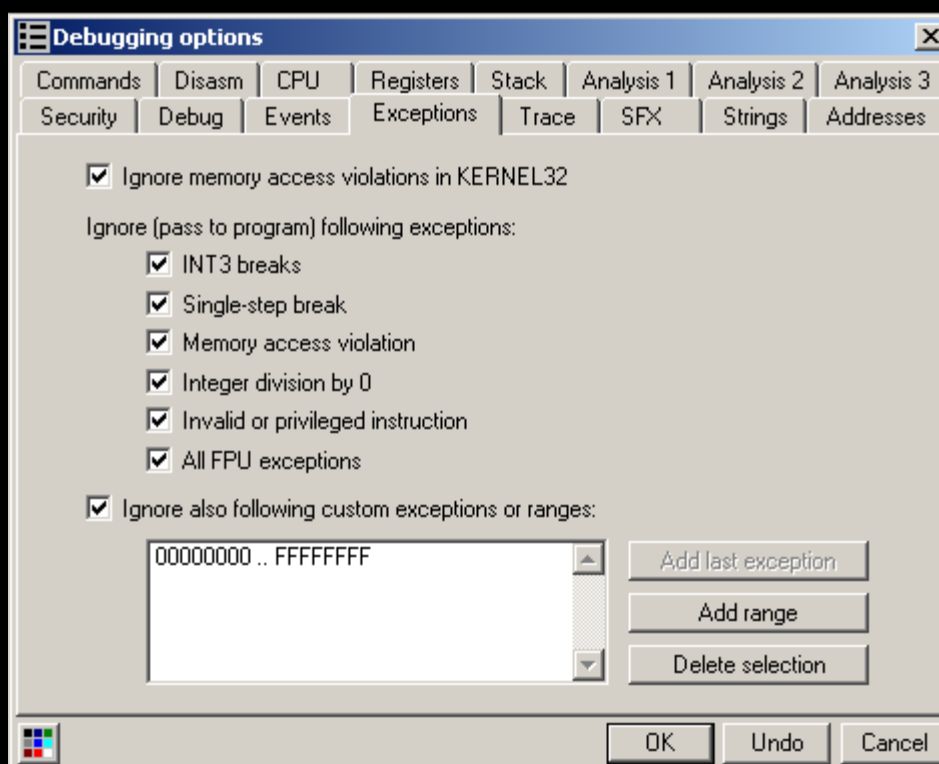 Debugging options
Commands Disasm CPU Registers Stack Analysis 1 Analysis 2 Analysis 3
Security Debug Events Exceptions Trace SFX Strings Addresses
Ignore memory access violations in KERNEL32
Ignore (pass to program) following exceptions:
INT3 breaks
Single-step break
Memory access violation
Integer division by 0
Invalid or privileged instruction
All FPU exceptions
Ignore also following custom exceptions or ranges:
00000000 .. FFFFFFFF
Add last exception
Add range
Delete selection
OK Undo Cancel